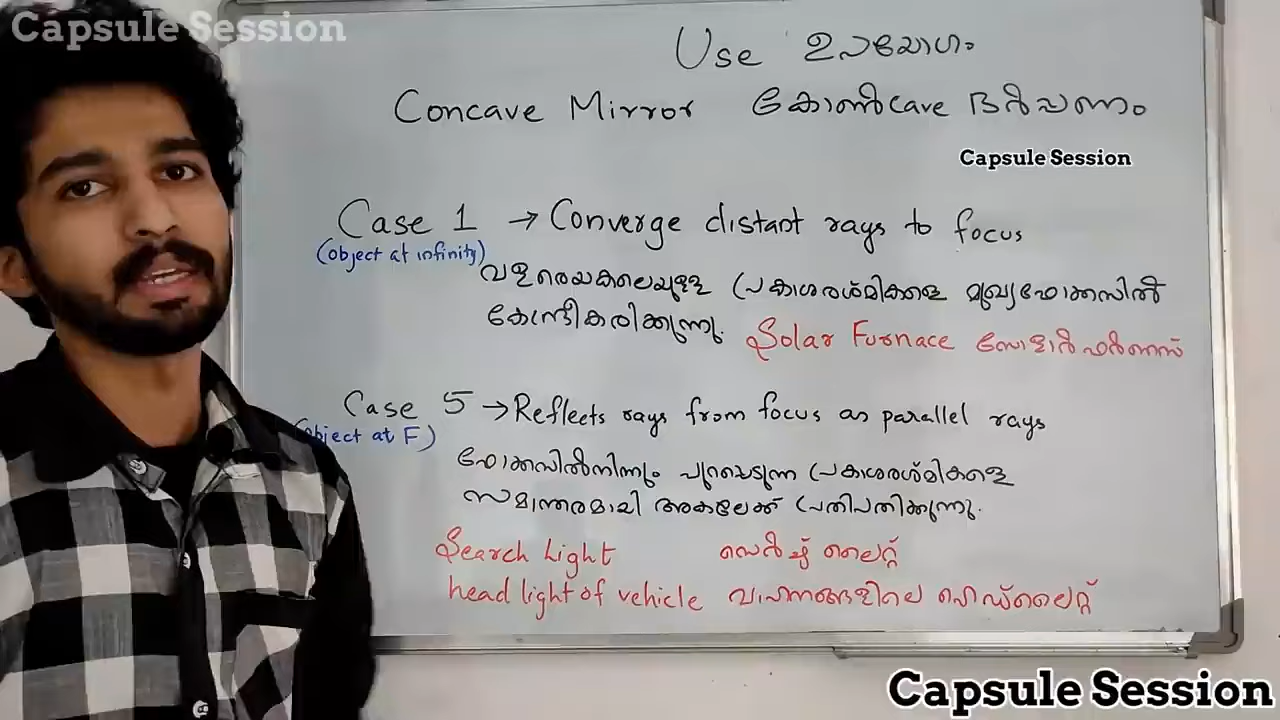 Capsule Session
Use ഉപയോഗം
Concave Mirror കോൺcave ദർപ്പണം
Capsule Session
Case 1 → Converge distant rays to focus
(object at infinity)
വളരെയകലെയുള്ള പ്രകാശരശ്മികളെ മുഖ്യഫോക്കസിൽ
കേന്ദ്രീകരിക്കുന്നു.
Solar Furnace സോളാർ ഫർണസ്
Case 5 → Reflects rays from focus as parallel rays
(object at F)
ഫോക്കസിൽനിന്നും പുറപ്പെടുന്ന പ്രകാശരശ്മികളെ
സമാന്തരമായി അകലേക്ക് പ്രതിപതിക്കുന്നു.
Search Light സെർച്ച് ലൈറ്റ്
head light of vehicle വാഹനങ്ങളിലെ ഹെഡ്ലൈറ്റ്
Capsule Session